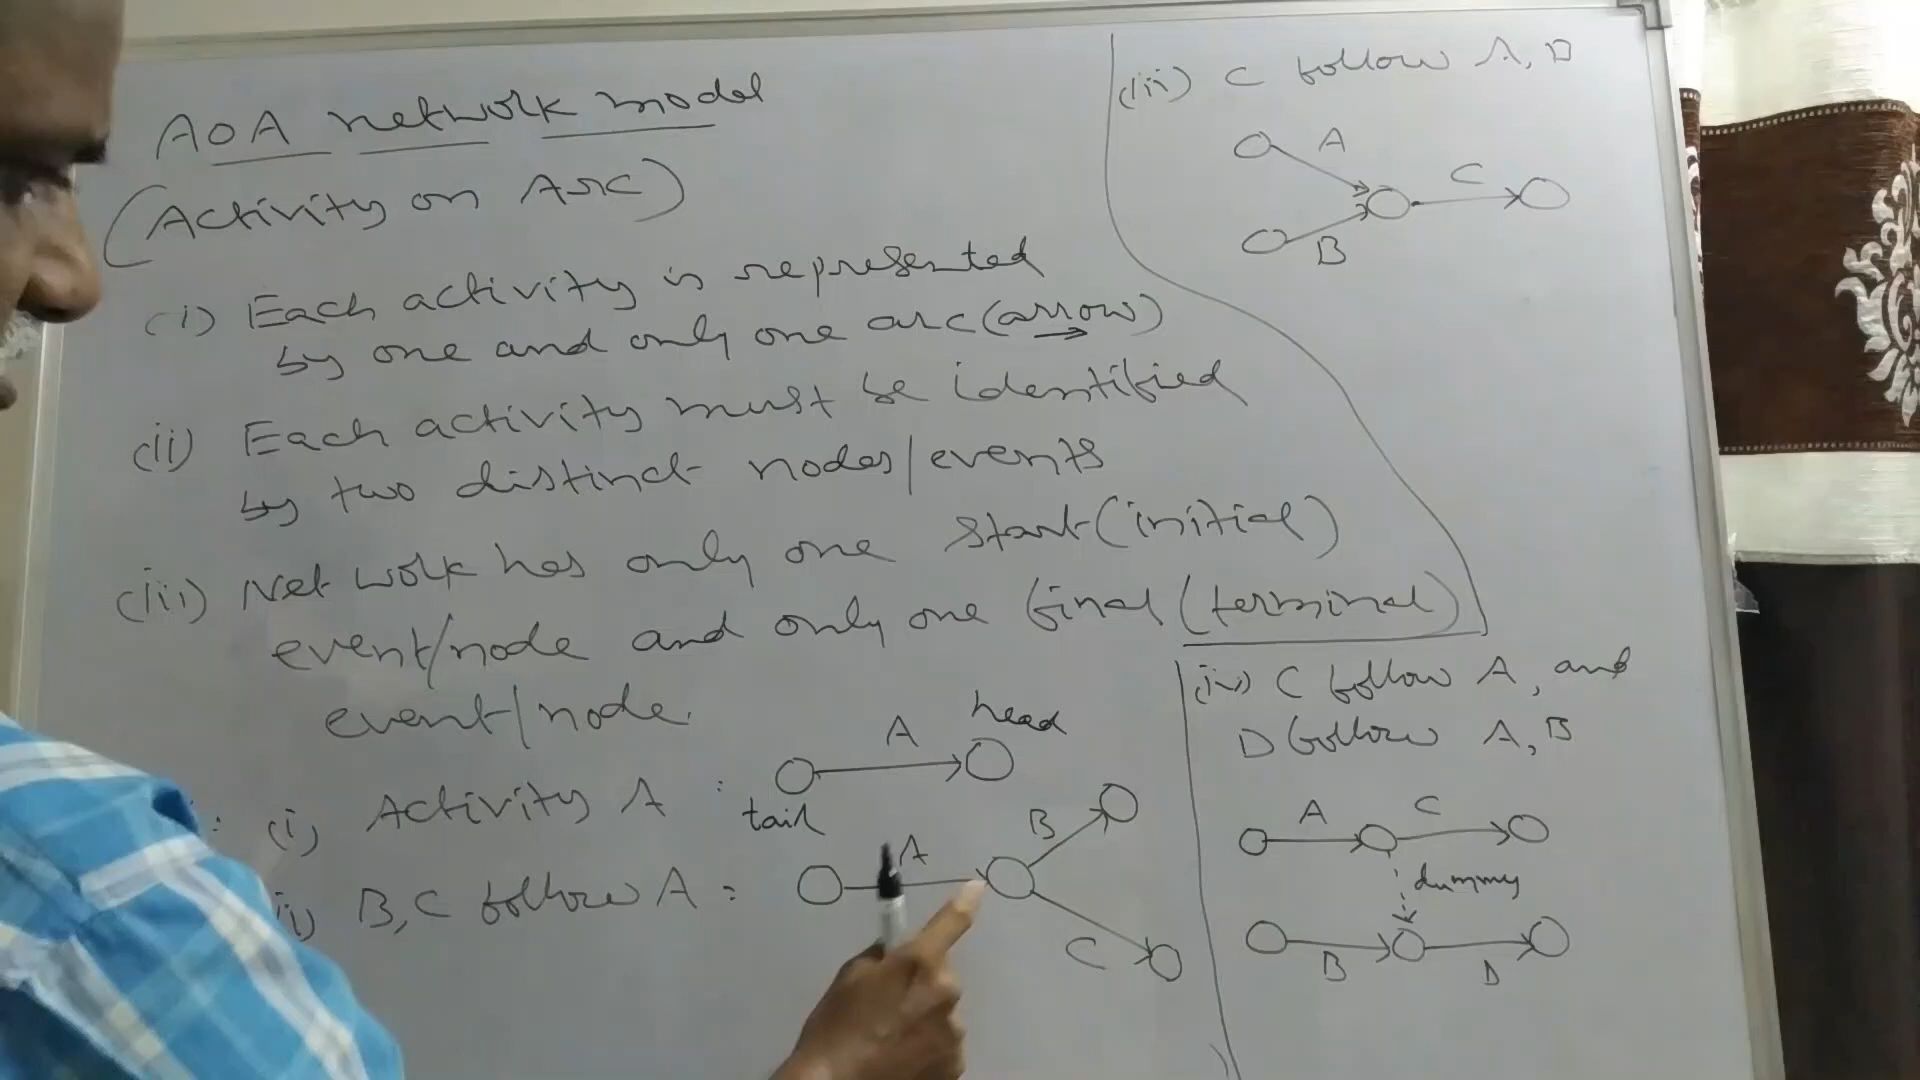 AOA network model
(Activity on Arc)
(i) Each activity is represented
by one and only one arc (arrow)
(ii) Each activity must be identified
by two distinct nodes/events
(iii) Network has only one start (initial)
event/node and only one final (terminal)
event/node.
(i) Activity A :
A
head
tail
B, C follow A :
A
B
C
(iii) C follow A, B
A
B
C
(iv) C follow A, and
D follow A, B
A
C
dummy
B
D